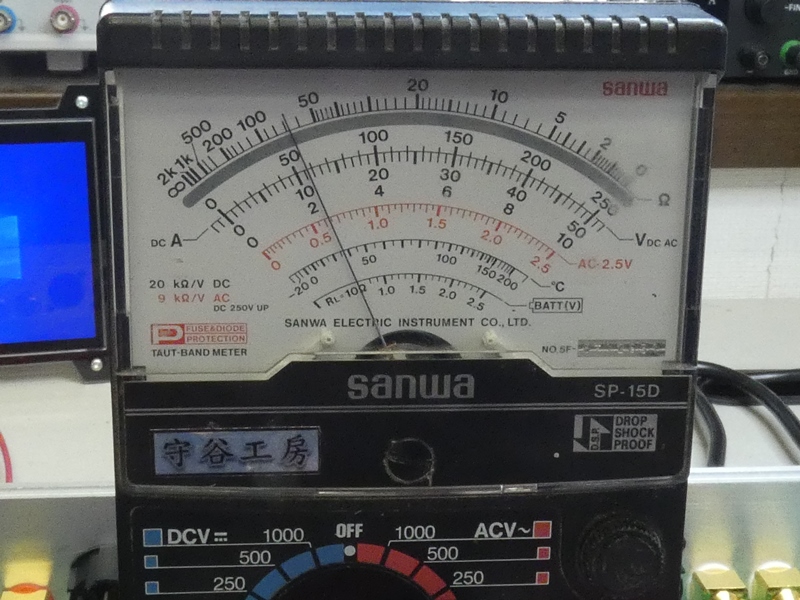 sanwa
∞ 2k 1k 500 200 100 50 20 10 5 2 0 Ω
0 50 100 150 200 250
0 10 20 30 40 50
0 2 4 6 8 10
DC A
V DC AC
0 0.5 1.0 1.5 2.0 2.5 AC 2.5V
-20 0 50 100 150 200 °C
RL=10Ω 1.0 1.5 2.0 2.5 BATT(V)
20 kΩ/V DC
9 kΩ/V AC
DC 250V UP
SANWA ELECTRIC INSTRUMENT CO., LTD.
FUSE&DIODE
PROTECTION
TAUT-BAND METER
NO.SF-
sanwa
SP-15D
守谷工房
D.S.P.
DROP
SHOCK
PROOF
DCV 1000 OFF 1000 ACV~
500 500
250 250